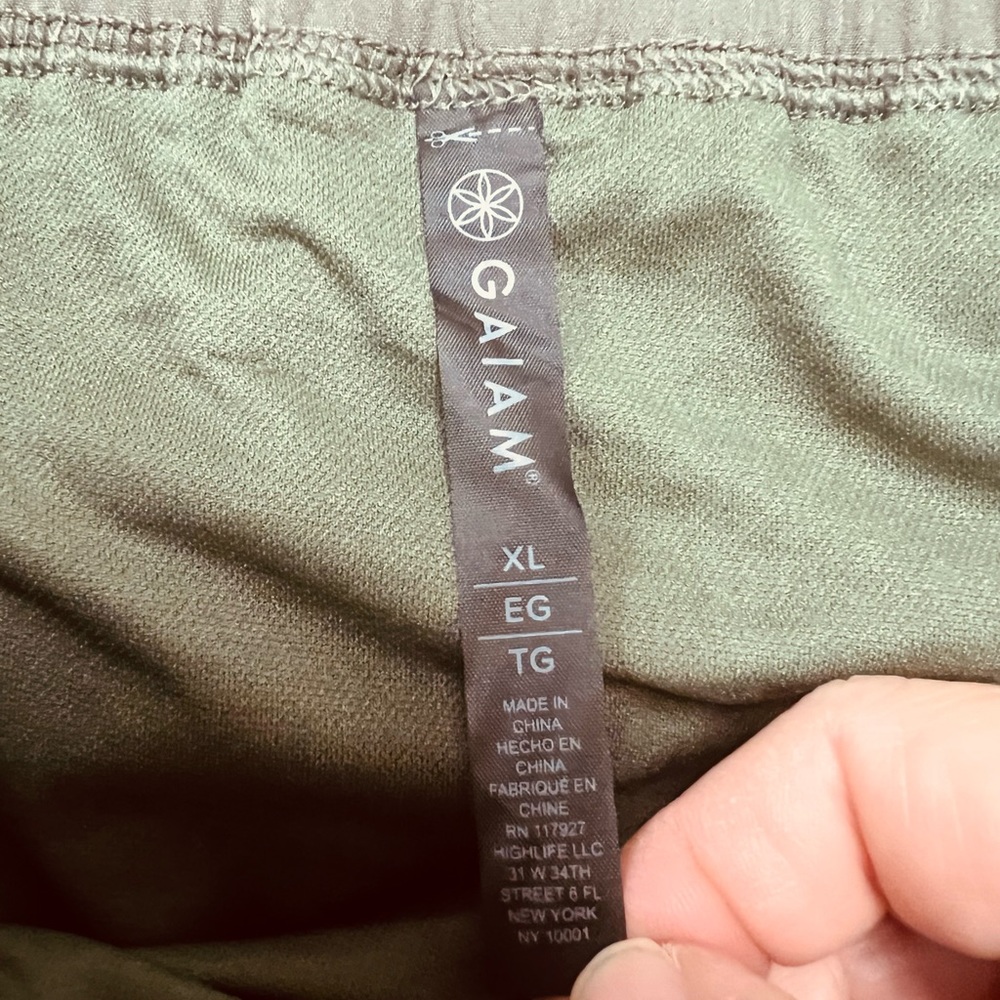 GAIAM®
XL
EG
TG
MADE IN
CHINA
HECHO EN
CHINA
FABRIQUÉ EN
CHINE
RN 117927
HIGHLIFE LLC
31 W 34TH
STREET 6 FL
NEW YORK
NY 10001